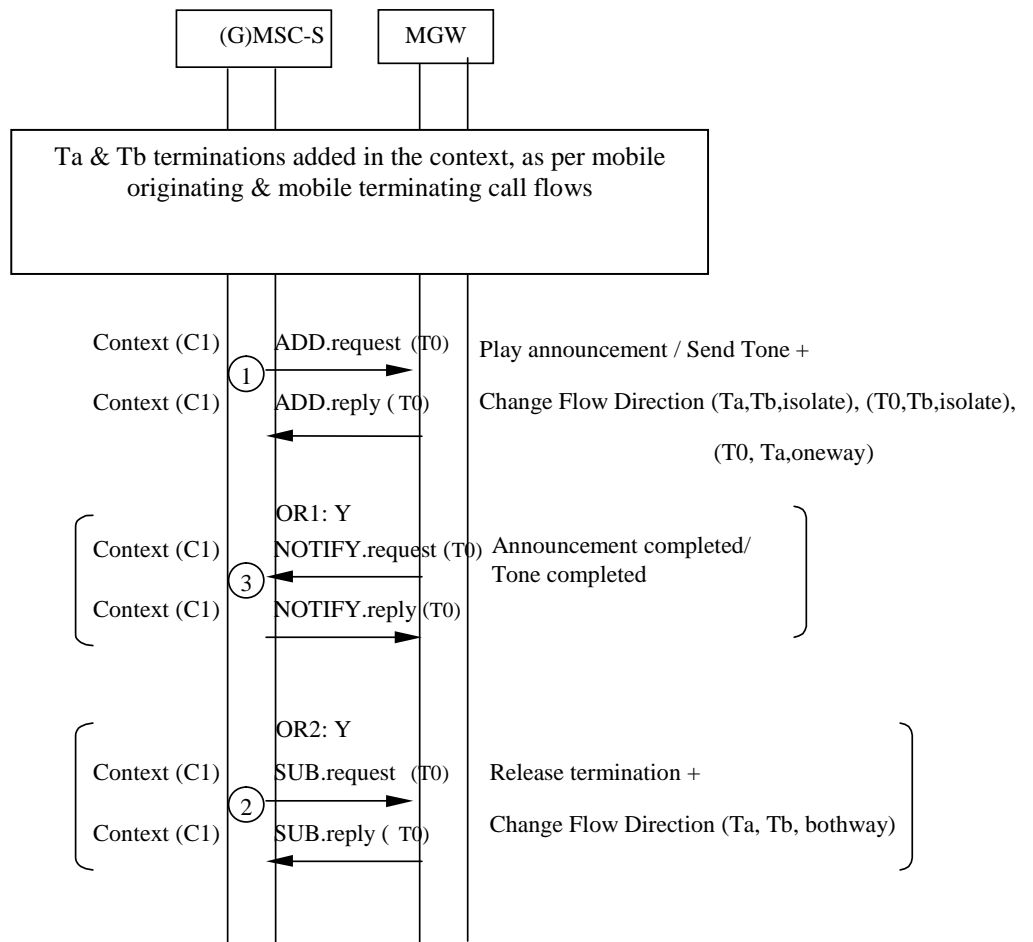 (G)MSC-S MGW
Ta & Tb terminations added in the context, as per mobile
originating & mobile terminating call flows
Context (C1) ADD.request (T0) Play announcement / Send Tone +
1
Context (C1) ADD.reply ( T0) Change Flow Direction (Ta,Tb,isolate), (T0,Tb,isolate),
(T0, Ta,oneway)
OR1: Y
Context (C1) NOTIFY.request (T0) Announcement completed/
Tone completed
3
Context (C1) NOTIFY.reply (T0)
OR2: Y
Context (C1) SUB.request (T0) Release termination +
2
Context (C1) SUB.reply ( T0) Change Flow Direction (Ta, Tb, bothway)